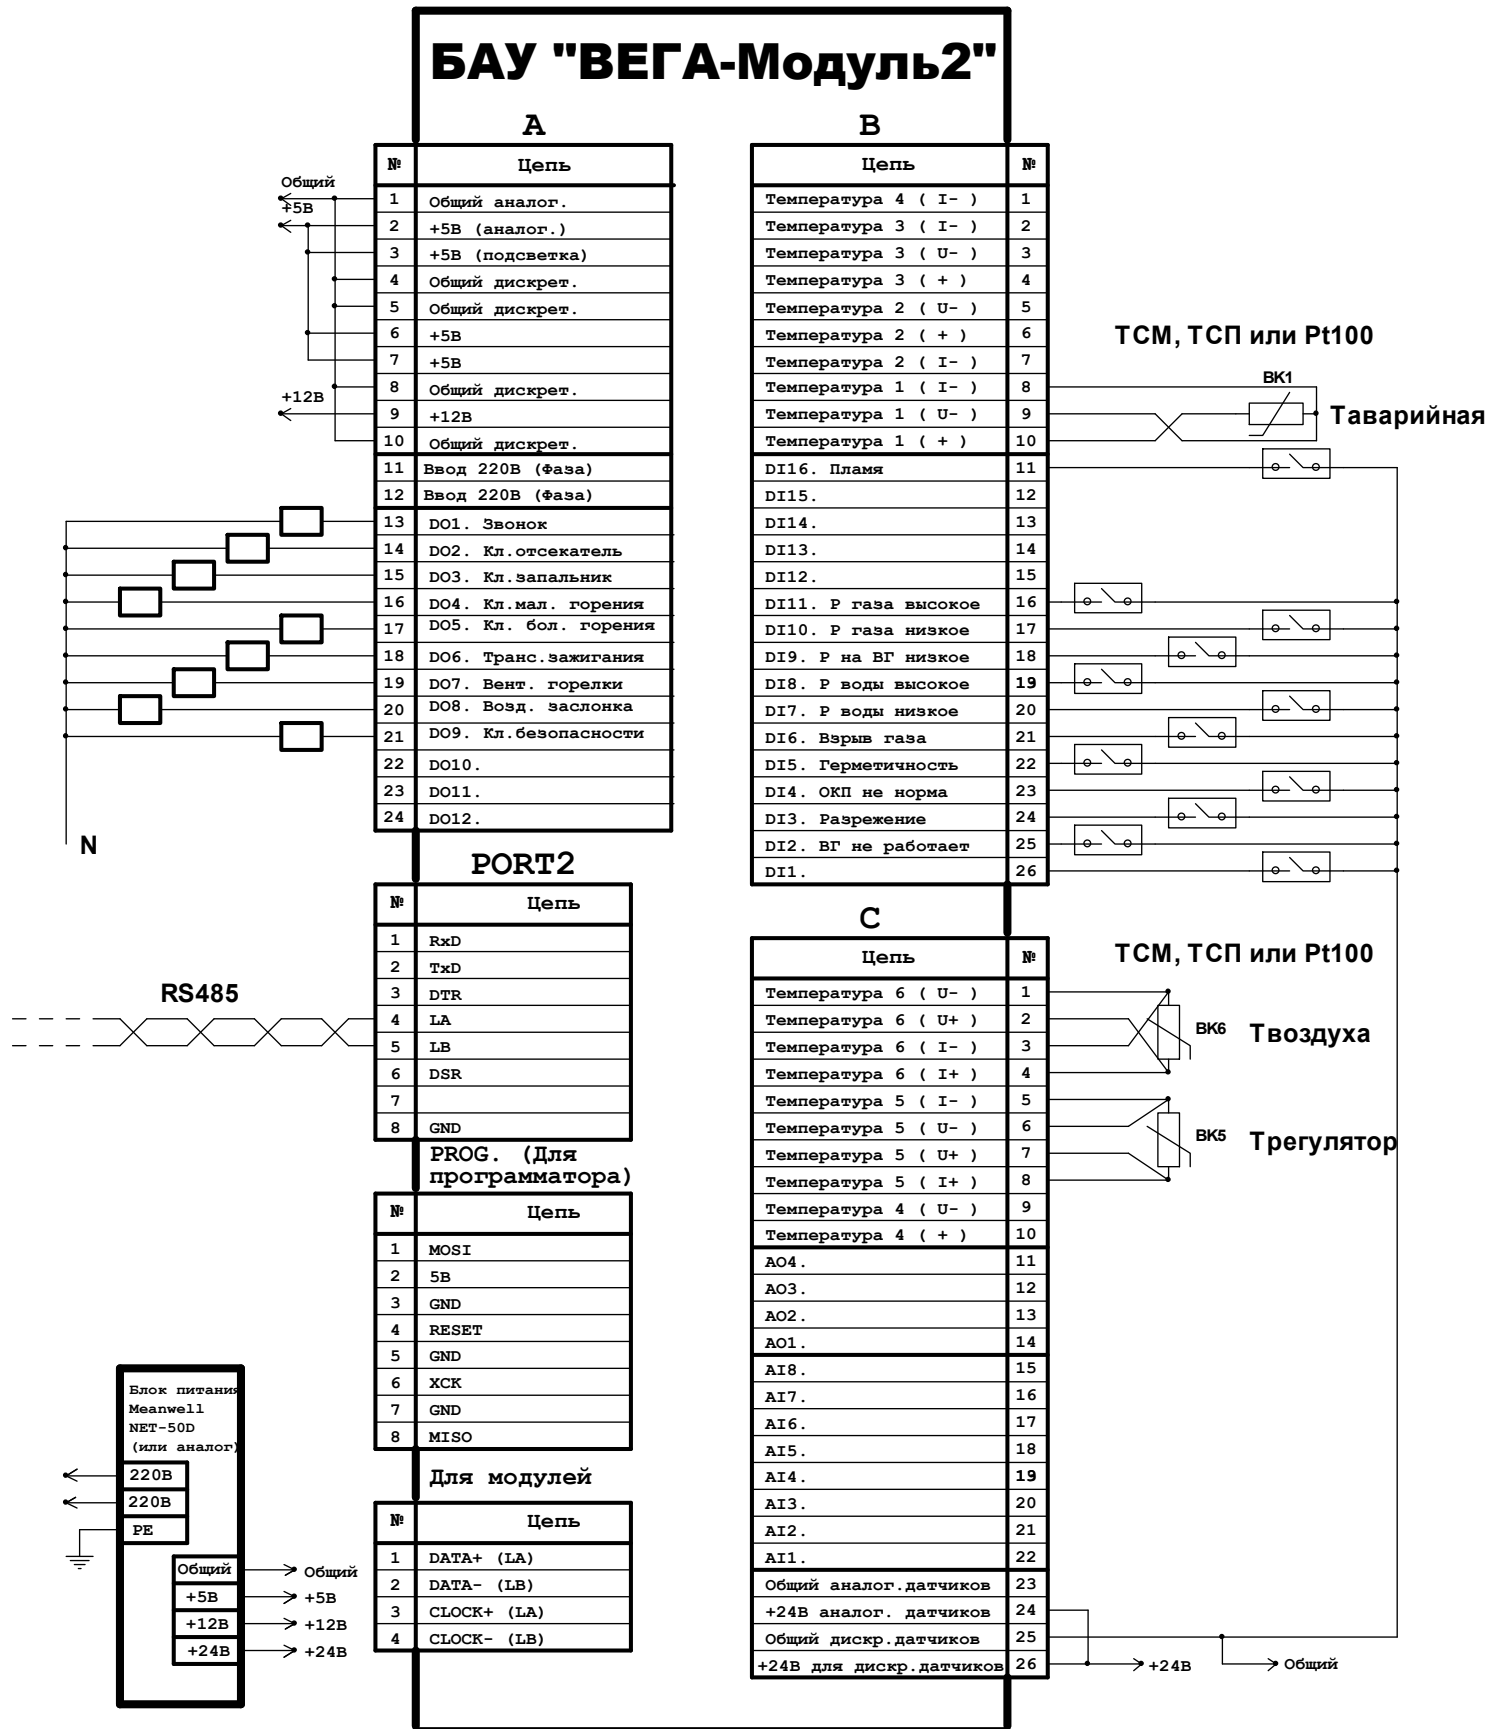 БАУ "ВЕГА-Модуль2"
A
№ Цепь
1 Общий аналог.
2 +5В (аналог.)
3 +5В (подсветка)
4 Общий дискрет.
5 Общий дискрет.
6 +5В
7 +5В
8 Общий дискрет.
9 +12В
10 Общий дискрет.
11 Ввод 220В (Фаза)
12 Ввод 220В (Фаза)
13 DO1. Звонок
14 DO2. Кл.отсекатель
15 DO3. Кл.запальник
16 DO4. Кл.мал. горения
17 DO5. Кл. бол. горения
18 DO6. Транс.зажигания
19 DO7. Вент. горелки
20 DO8. Возд. заслонка
21 DO9. Кл.безопасности
22 DO10.
23 DO11.
24 DO12.
Общий
+5В
+12В
N
PORT2
№ Цепь
1 RxD
2 TxD
3 DTR
4 LA
5 LB
6 DSR
7
8 GND
RS485
PROG. (Для
программатора)
№ Цепь
1 MOSI
2 5В
3 GND
4 RESET
5 GND
6 XCK
7 GND
8 MISO
Для модулей
№ Цепь
1 DATA+ (LA)
2 DATA- (LB)
3 CLOCK+ (LA)
4 CLOCK- (LB)
Блок питания
Meanwell
NET-50D
(или аналог)
220В
220В
PE
Общий Общий
+5В +5В
+12В +12В
+24В +24В
B
Цепь №
Температура 4 ( I- ) 1
Температура 3 ( I- ) 2
Температура 3 ( U- ) 3
Температура 3 ( + ) 4
Температура 2 ( U- ) 5
Температура 2 ( + ) 6
Температура 2 ( I- ) 7
Температура 1 ( I- ) 8
Температура 1 ( U- ) 9
Температура 1 ( + ) 10
DI16. Пламя 11
DI15. 12
DI14. 13
DI13. 14
DI12. 15
DI11. Р газа высокое 16
DI10. Р газа низкое 17
DI9. Р на ВГ низкое 18
DI8. Р воды высокое 19
DI7. Р воды низкое 20
DI6. Взрыв газа 21
DI5. Герметичность 22
DI4. ОКП не норма 23
DI3. Разрежение 24
DI2. ВГ не работает 25
DI1. 26
ТСМ, ТСП или Pt100
BK1
Таварийная
C
Цепь №
Температура 6 ( U- ) 1
Температура 6 ( U+ ) 2
Температура 6 ( I- ) 3
Температура 6 ( I+ ) 4
Температура 5 ( I- ) 5
Температура 5 ( U- ) 6
Температура 5 ( U+ ) 7
Температура 5 ( I+ ) 8
Температура 4 ( U- ) 9
Температура 4 ( + ) 10
AO4. 11
AO3. 12
AO2. 13
AO1. 14
AI8. 15
AI7. 16
AI6. 17
AI5. 18
AI4. 19
AI3. 20
AI2. 21
AI1. 22
Общий аналог.датчиков 23
+24В аналог. датчиков 24
Общий дискр.датчиков 25
+24В для дискр.датчиков 26
ТСМ, ТСП или Pt100
BK6 Твоздуха
BK5 Трегулятор
+24В
Общий